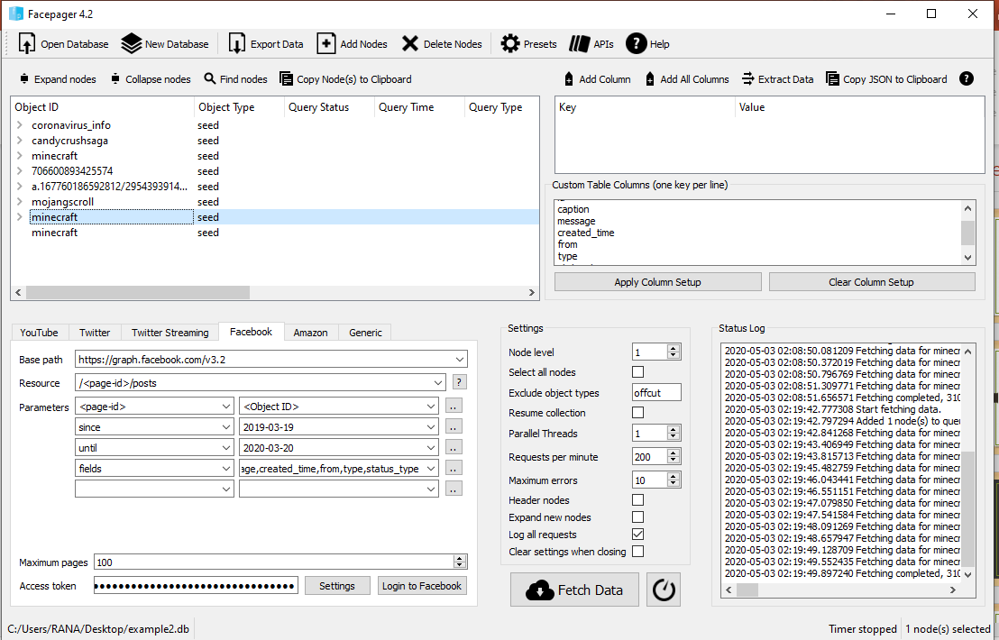 Facepager 4.2
Open Database New Database Export Data Add Nodes Delete Nodes Presets APIs ? Help
Expand nodes Collapse nodes Find nodes Copy Node(s) to Clipboard Add Column Add All Columns Extract Data Copy JSON to Clipboard ?
Object ID Object Type Query Status Query Time Query Type
coronavirus_info seed
candycrushsaga seed
minecraft seed
706600893425574 seed
a.167760186592812/2954393914... seed
mojangscroll seed
minecraft seed
minecraft seed
Key Value
Custom Table Columns (one key per line)
caption
message
created_time
from
type
Apply Column Setup Clear Column Setup
YouTube Twitter Twitter Streaming Facebook Amazon Generic
Base path https://graph.facebook.com/v3.2
Resource /<page-id>/posts ?
Parameters <page-id> <Object ID> ..
since 2019-03-19 ..
until 2020-03-20 ..
fields age,created_time,from,type,status_type ..
..
Maximum pages 100
Access token Settings Login to Facebook
Settings
Node level 1
Select all nodes
Exclude object types offcut
Resume collection
Parallel Threads 1
Requests per minute 200
Maximum errors 10
Header nodes
Expand new nodes
Log all requests
Clear settings when closing
Fetch Data
Status Log
2020-05-03 02:08:50.081209 Fetching data for minecr
2020-05-03 02:08:50.372019 Fetching data for minecr
2020-05-03 02:08:50.796769 Fetching data for minecr
2020-05-03 02:08:51.309771 Fetching data for minecr
2020-05-03 02:08:51.656571 Fetching completed, 310
2020-05-03 02:19:42.777308 Start fetching data.
2020-05-03 02:19:42.797294 Added 1 node(s) to que
2020-05-03 02:19:42.841268 Fetching data for minecr
2020-05-03 02:19:43.406949 Fetching data for minecr
2020-05-03 02:19:43.815713 Fetching data for minecr
2020-05-03 02:19:45.482759 Fetching data for minecr
2020-05-03 02:19:46.043441 Fetching data for minecr
2020-05-03 02:19:46.551151 Fetching data for minecr
2020-05-03 02:19:47.079850 Fetching data for minecr
2020-05-03 02:19:47.541584 Fetching data for minecr
2020-05-03 02:19:48.091269 Fetching data for minecr
2020-05-03 02:19:48.657947 Fetching data for minecr
2020-05-03 02:19:49.128709 Fetching data for minecr
2020-05-03 02:19:49.552435 Fetching data for minecr
2020-05-03 02:19:49.897240 Fetching completed, 310
C:/Users/RANA/Desktop/example2.db Timer stopped 1 node(s) selected